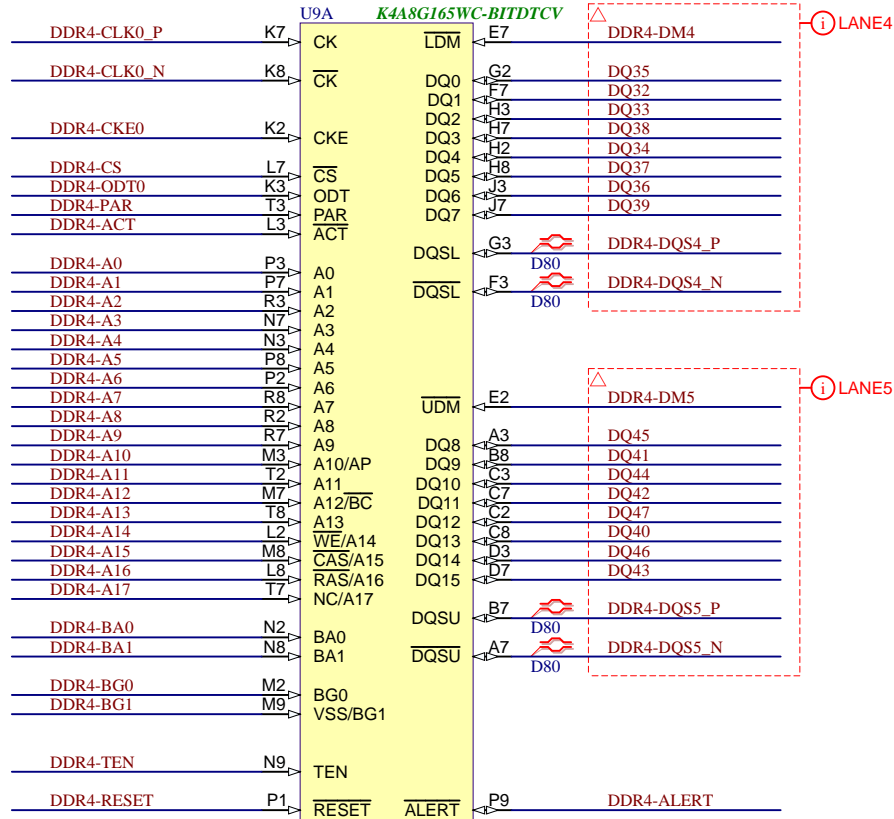 U9A K4A8G165WC-BITDTCV
DDR4-CLK0_P K7 CK LDM E7 DDR4-DM4 i LANE4
DDR4-CLK0_N K8 CK DQ0 G2 DQ35
DQ1 F7 DQ32
DQ2 H3 DQ33
DDR4-CKE0 K2 CKE DQ3 H7 DQ38
DQ4 H2 DQ34
DDR4-CS L7 CS DQ5 H8 DQ37
DDR4-ODT0 K3 ODT DQ6 J3 DQ36
DDR4-PAR T3 PAR DQ7 J7 DQ39
DDR4-ACT L3 ACT
DQSL G3 D80 DDR4-DQS4_P
DDR4-A0 P3 A0
DDR4-A1 P7 A1 DQSL F3 D80 DDR4-DQS4_N
DDR4-A2 R3 A2
DDR4-A3 N7 A3
DDR4-A4 N3 A4
DDR4-A5 P8 A5
DDR4-A6 P2 A6
DDR4-A7 R8 A7 UDM E2 DDR4-DM5 i LANE5
DDR4-A8 R2 A8
DDR4-A9 R7 A9 DQ8 A3 DQ45
DDR4-A10 M3 A10/AP DQ9 B8 DQ41
DDR4-A11 T2 A11 DQ10 C3 DQ44
DDR4-A12 M7 A12/BC DQ11 C7 DQ42
DDR4-A13 T8 A13 DQ12 C2 DQ47
DDR4-A14 L2 WE/A14 DQ13 C8 DQ40
DDR4-A15 M8 CAS/A15 DQ14 D3 DQ46
DDR4-A16 L8 RAS/A16 DQ15 D7 DQ43
DDR4-A17 T7 NC/A17
DQSU B7 D80 DDR4-DQS5_P
DDR4-BA0 N2 BA0
DDR4-BA1 N8 BA1 DQSU A7 D80 DDR4-DQS5_N
DDR4-BG0 M2 BG0
DDR4-BG1 M9 VSS/BG1
DDR4-TEN N9 TEN
DDR4-RESET P1 RESET ALERT P9 DDR4-ALERT